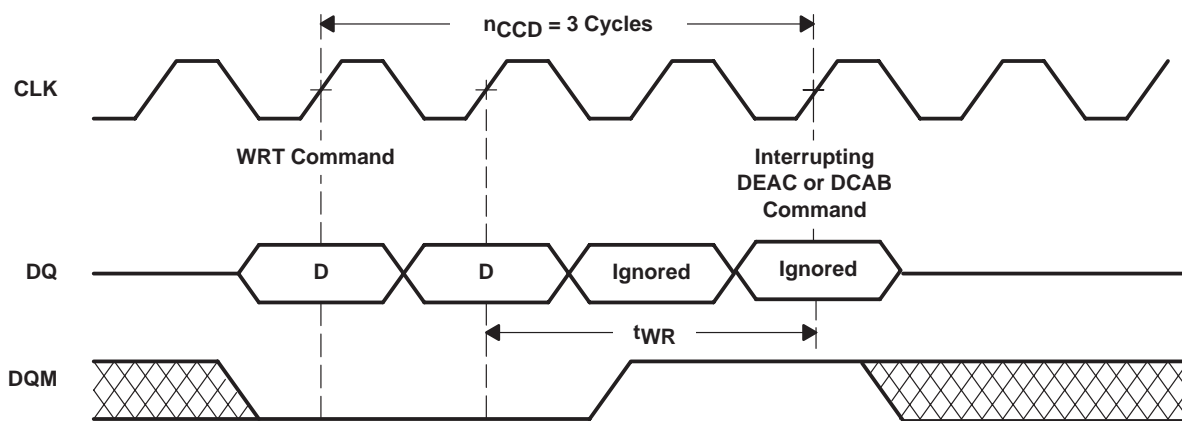 nCCD = 3 Cycles
CLK
WRT Command
Interrupting
DEAC or DCAB
Command
DQ
D
D
Ignored
Ignored
tWR
DQM